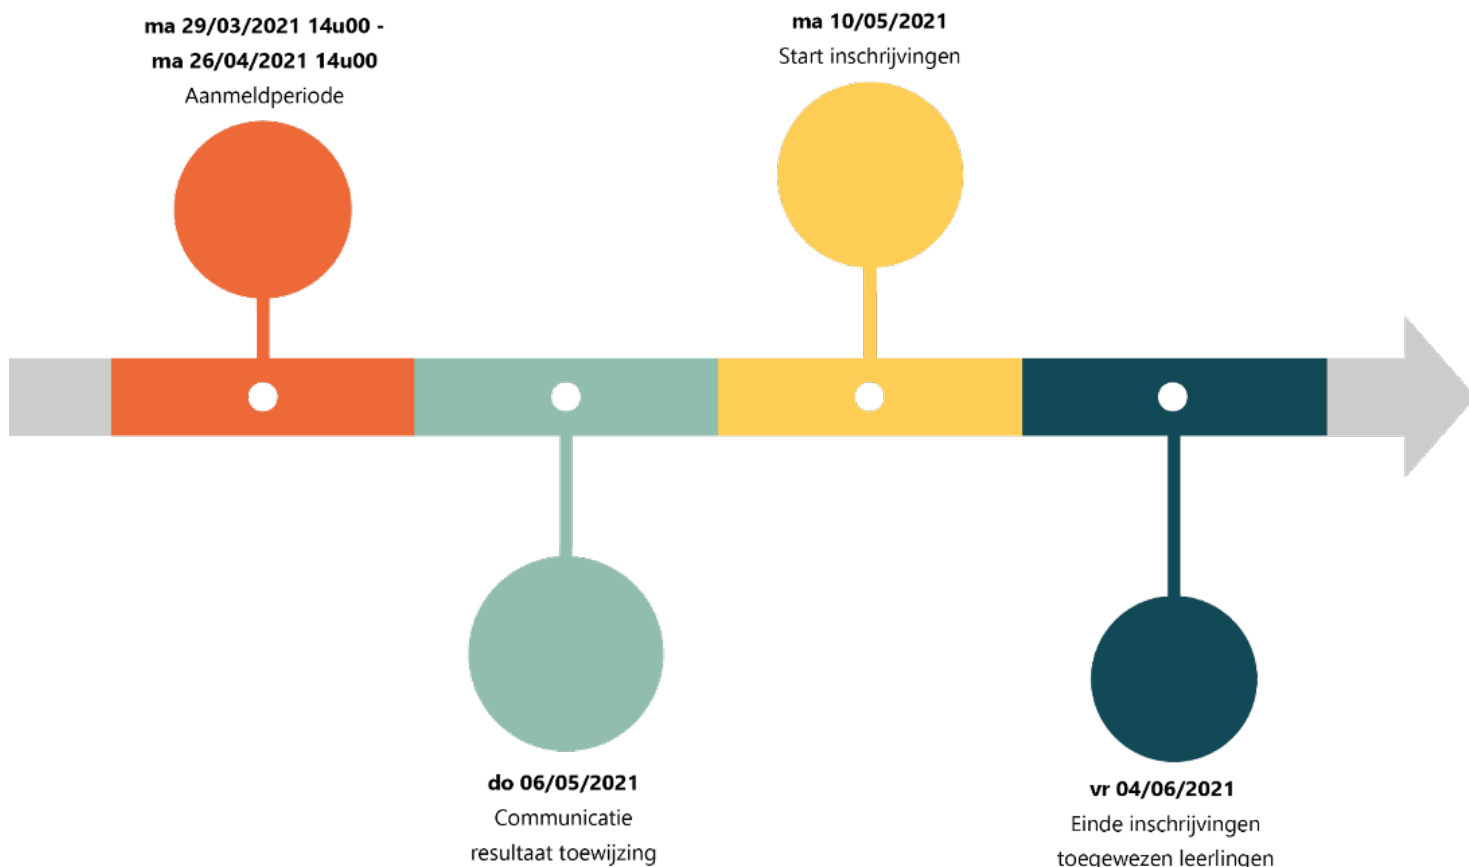 ma 29/03/2021 14u00 -
ma 26/04/2021 14u00
Aanmeldperiode
do 06/05/2021
Communicatie
resultaat toewijzing
ma 10/05/2021
Start inschrijvingen
vr 04/06/2021
Einde inschrijvingen
toegewezen leerlingen